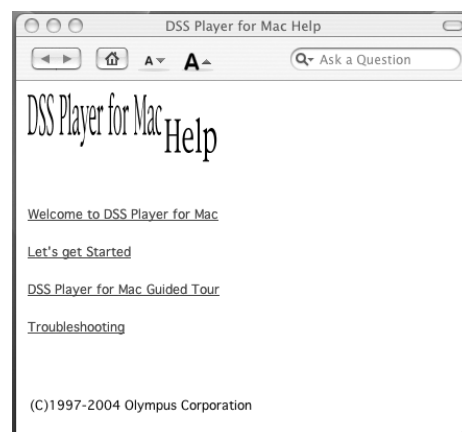 DSS Player for Mac Help
A A Ask a Question
DSS Player for Mac Help
Welcome to DSS Player for Mac
Let's get Started
DSS Player for Mac Guided Tour
Troubleshooting
(C)1997-2004 Olympus Corporation